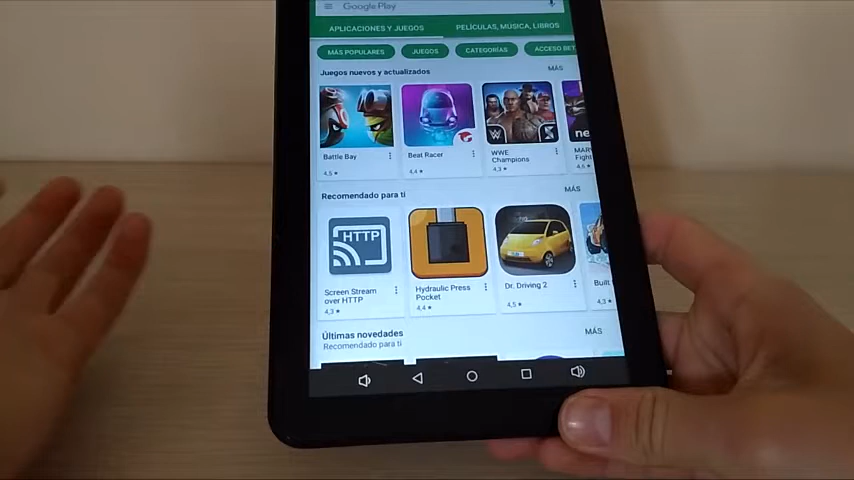 Google Play
APLICACIONES Y JUEGOS
PELÍCULAS, MÚSICA, LIBROS
MÁS POPULARES
JUEGOS
CATEGORÍAS
ACCESO BET
Juegos nuevos y actualizados
MÁS
Battle Bay
4,5 ★
Beat Racer
4,4 ★
WWE
Champions
4,3 ★
Fight
Recomendado para ti
MÁS
HTTP
Screen Stream
over HTTP
4,3 ★
Hydraulic Press
Pocket
4,4 ★
Dr. Driving 2
4,5 ★
Built
4,3 ★
Últimas novedades
Recomendado para ti
MÁS